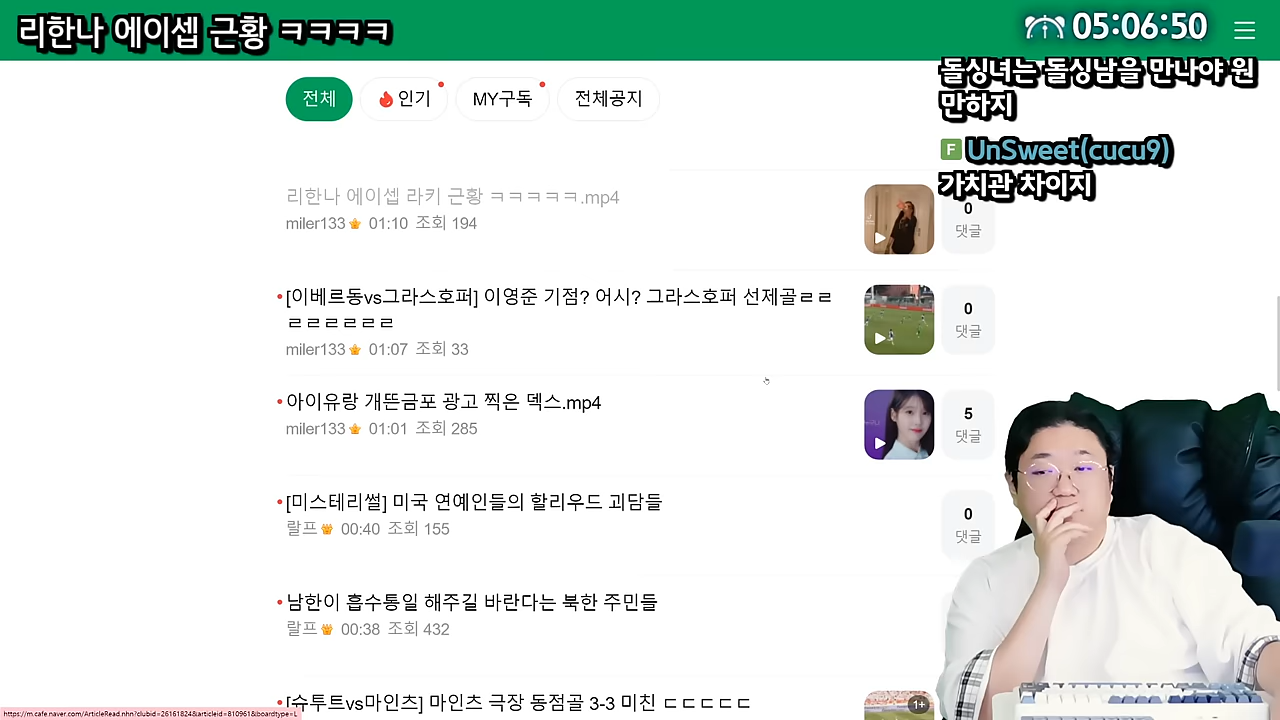 리한나 에이셉 근황 ㅋㅋㅋㅋ
05:06:50
돌싱녀는 돌싱남을 만나야 원
만하지
F UnSweet(cucu9)
가치관 차이지
전체
인기
MY구독
전체공지
리한나 에이셉 라키 근황 ㅋㅋㅋㅋㅋ.mp4
miler133 01:10 조회 194
0
댓글
[이베르동vs그라스호퍼] 이영준 기점? 어시? 그라스호퍼 선제골ㄹㄹ
ㄹㄹㄹㄹㄹㄹ
miler133 01:07 조회 33
0
댓글
아이유랑 개뜬금포 광고 찍은 덱스.mp4
miler133 01:01 조회 285
5
댓글
[미스테리썰] 미국 연예인들의 할리우드 괴담들
랄프 00:40 조회 155
0
댓글
남한이 흡수통일 해주길 바란다는 북한 주민들
랄프 00:38 조회 432
[슈투트vs마인츠] 마인츠 극장 동점골 3-3 미친 ㄷㄷㄷㄷㄷ
1+